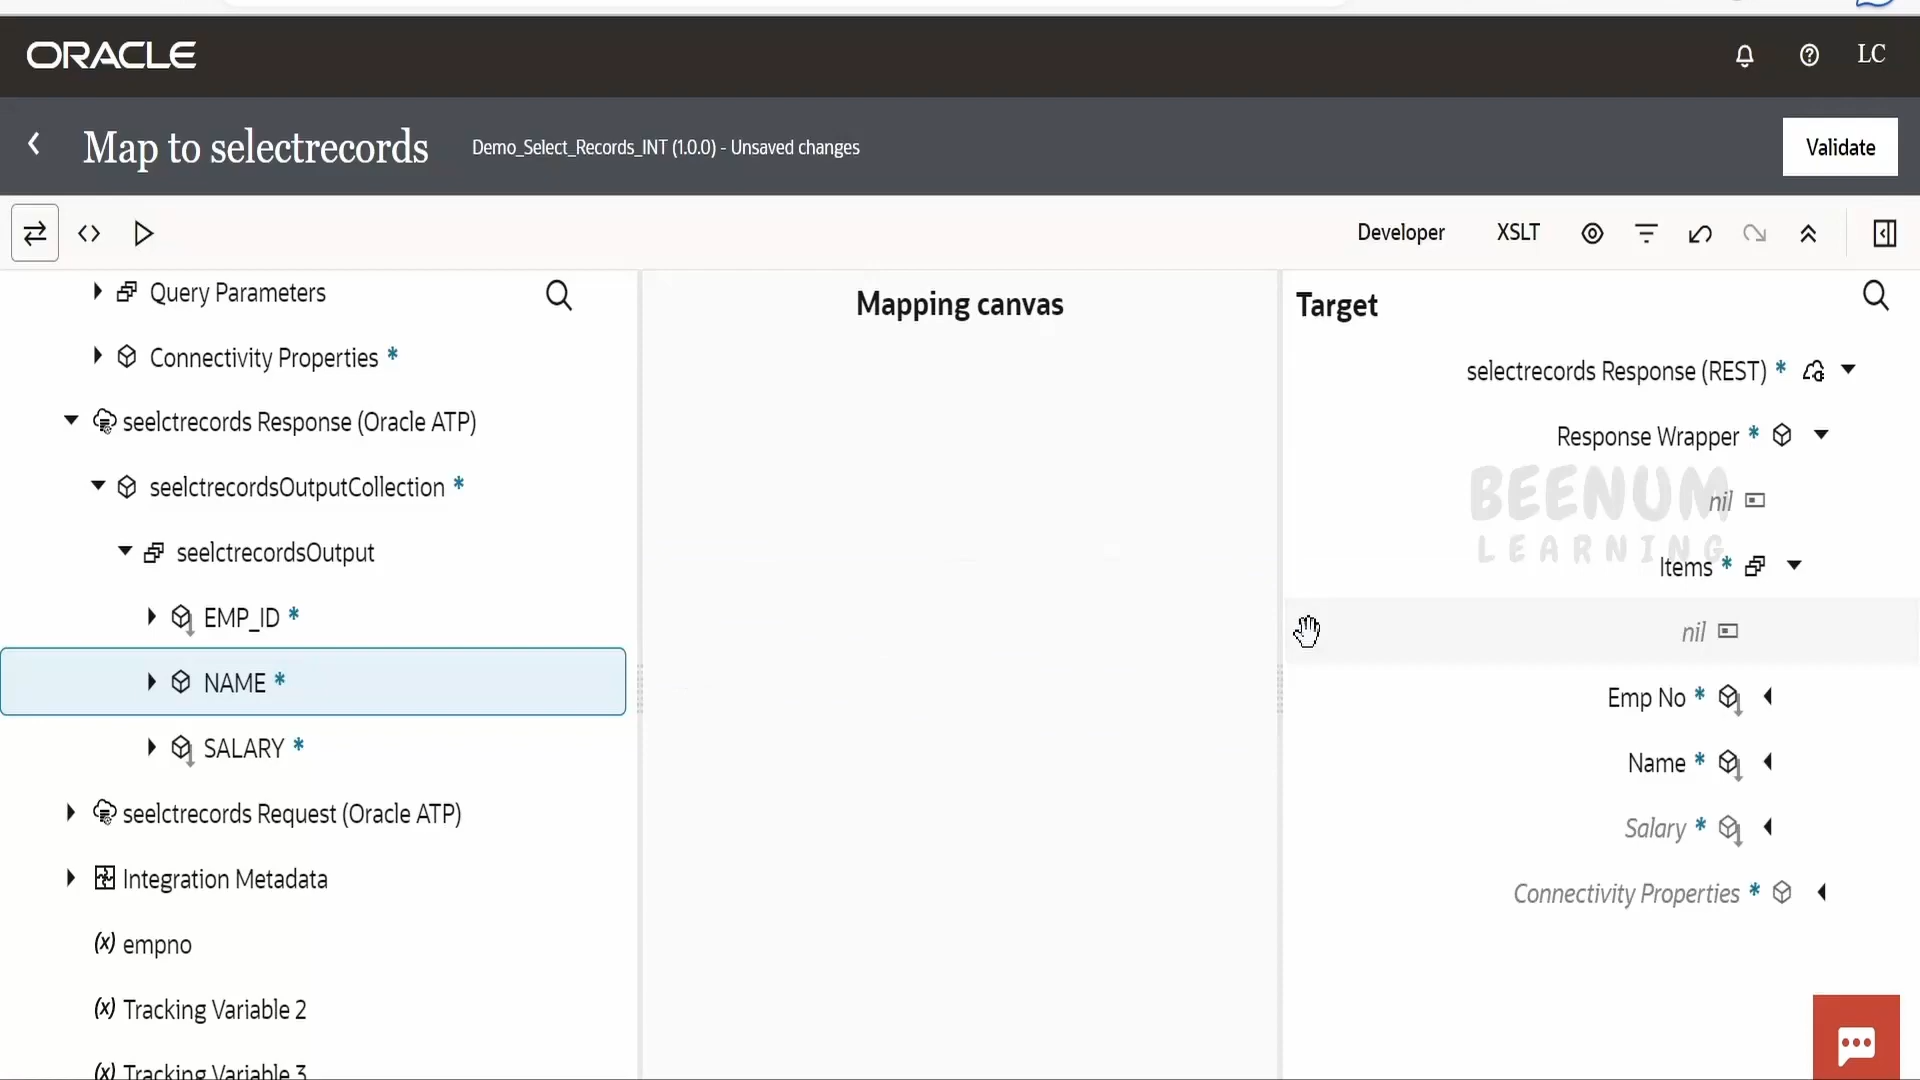 ORACLE
LC
Map to selectrecords
Demo_Select_Records_INT (1.0.0) - Unsaved changes
Validate
Developer
XSLT
Query Parameters
Connectivity Properties *
seelctrecords Response (Oracle ATP)
seelctrecordsOutputCollection *
seelctrecordsOutput
EMP_ID *
NAME *
SALARY *
seelctrecords Request (Oracle ATP)
Integration Metadata
(x) empno
(x) Tracking Variable 2
(x) Tracking Variable 3
Mapping canvas
Target
selectrecords Response (REST) *
Response Wrapper *
BEENUM
nil
LEARNING
Items *
nil
Emp No *
Name *
Salary *
Connectivity Properties *